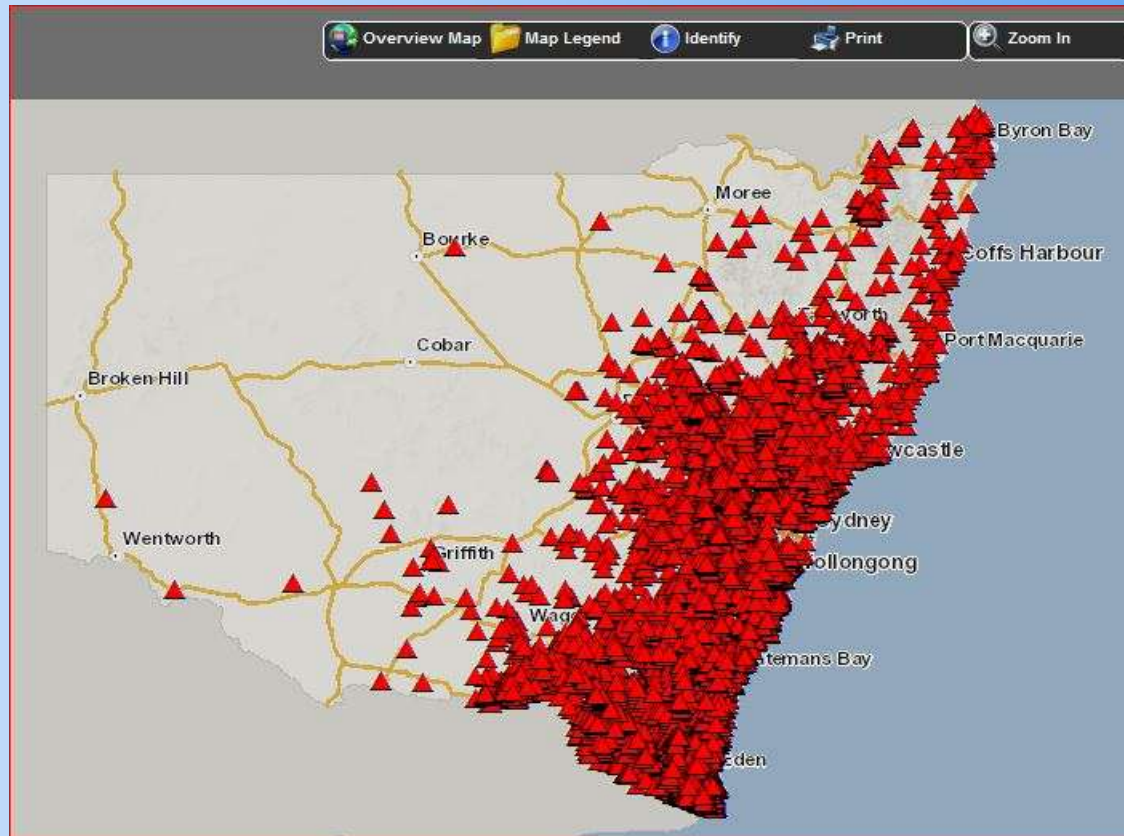 Overview Map Map Legend Identify Print Zoom In
Byron Bay
Moree
Bourke
Coffs Harbour
Port Macquarie
Cobar
Broken Hill
Wentworth
Griffith
Eden